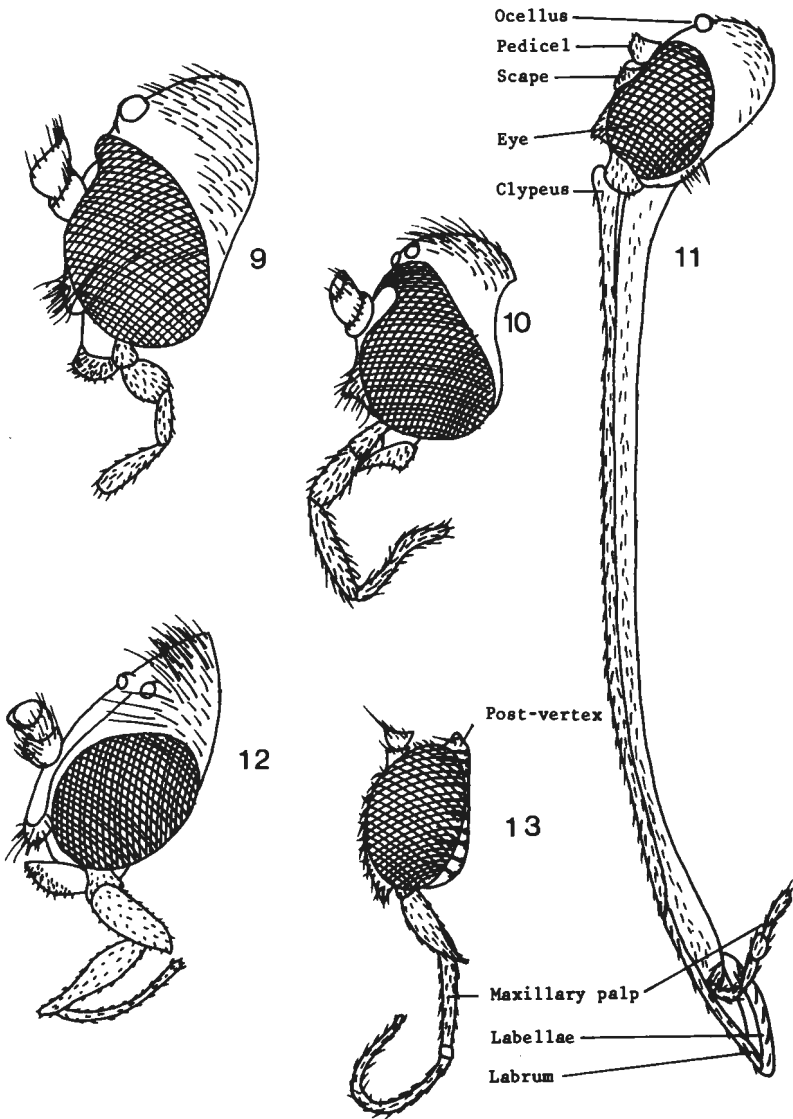 Ocellus
Pedicel
Scape
Eye
Clypeus
9
10
11
12
Post-vertex
13
Maxillary palp
Labellae
Labrum